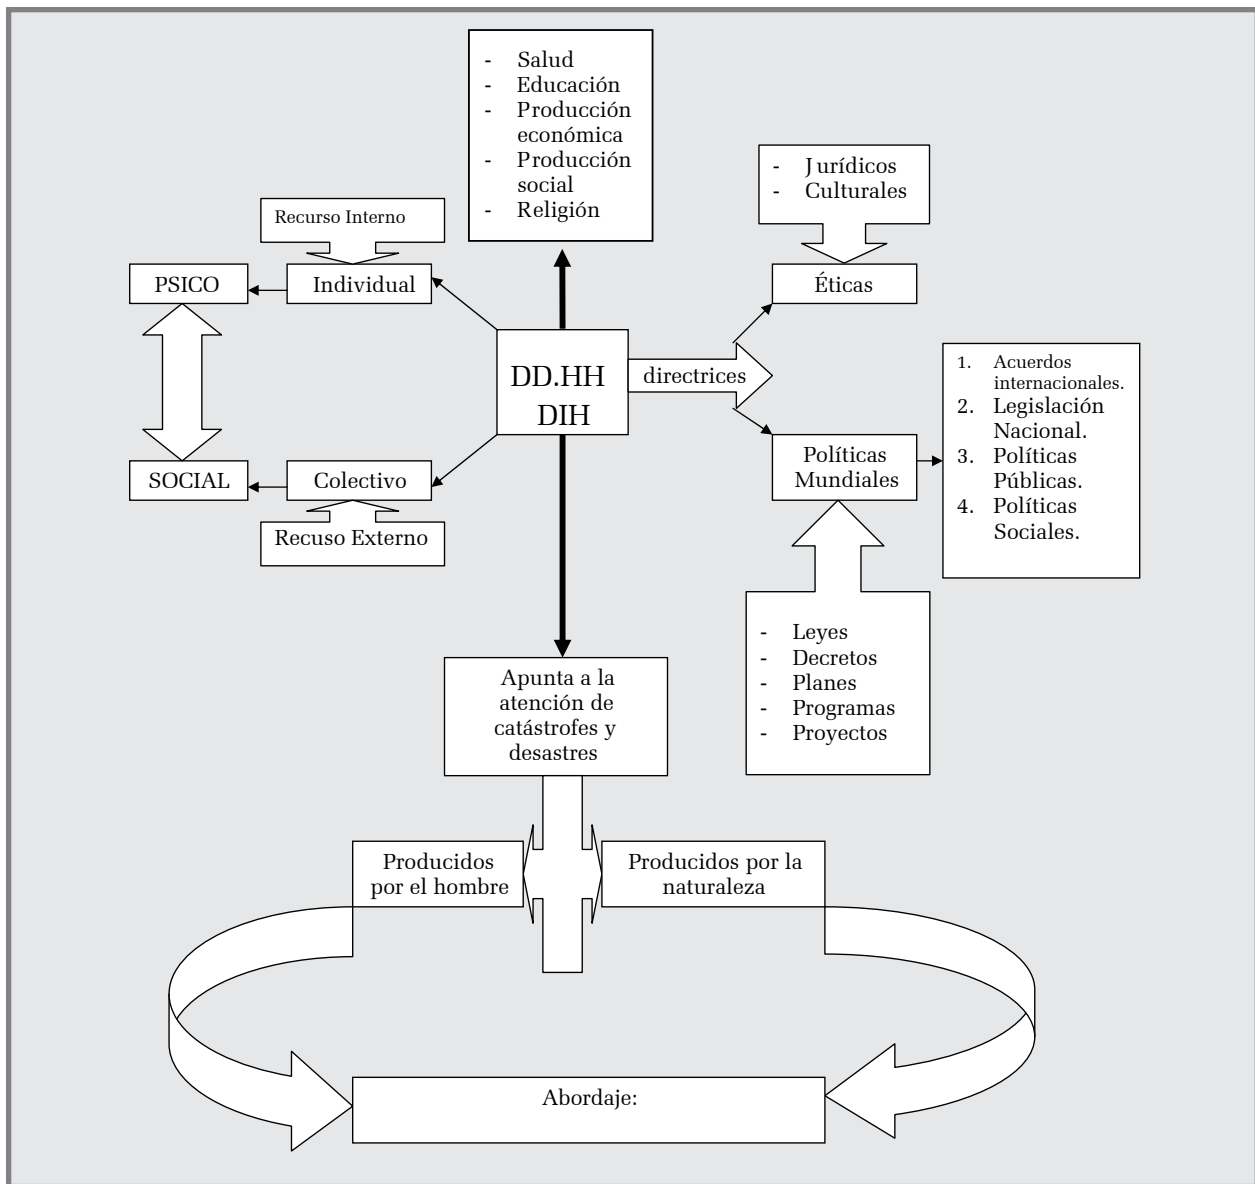 - Salud
- Educación
- Producción
económica
- Producción
social
- Religión
- Jurídicos
- Culturales
Recurso Interno
PSICO
Individual
Éticas
DD.HH
DIH
directrices
1. Acuerdos
internacionales.
2. Legislación
Nacional.
3. Políticas
Públicas.
4. Políticas
Sociales.
Políticas
Mundiales
SOCIAL
Colectivo
Recuso Externo
- Leyes
- Decretos
- Planes
- Programas
- Proyectos
Apunta a la
atención de
catástrofes y
desastres
Producidos
por el hombre
Producidos por la
naturaleza
Abordaje: